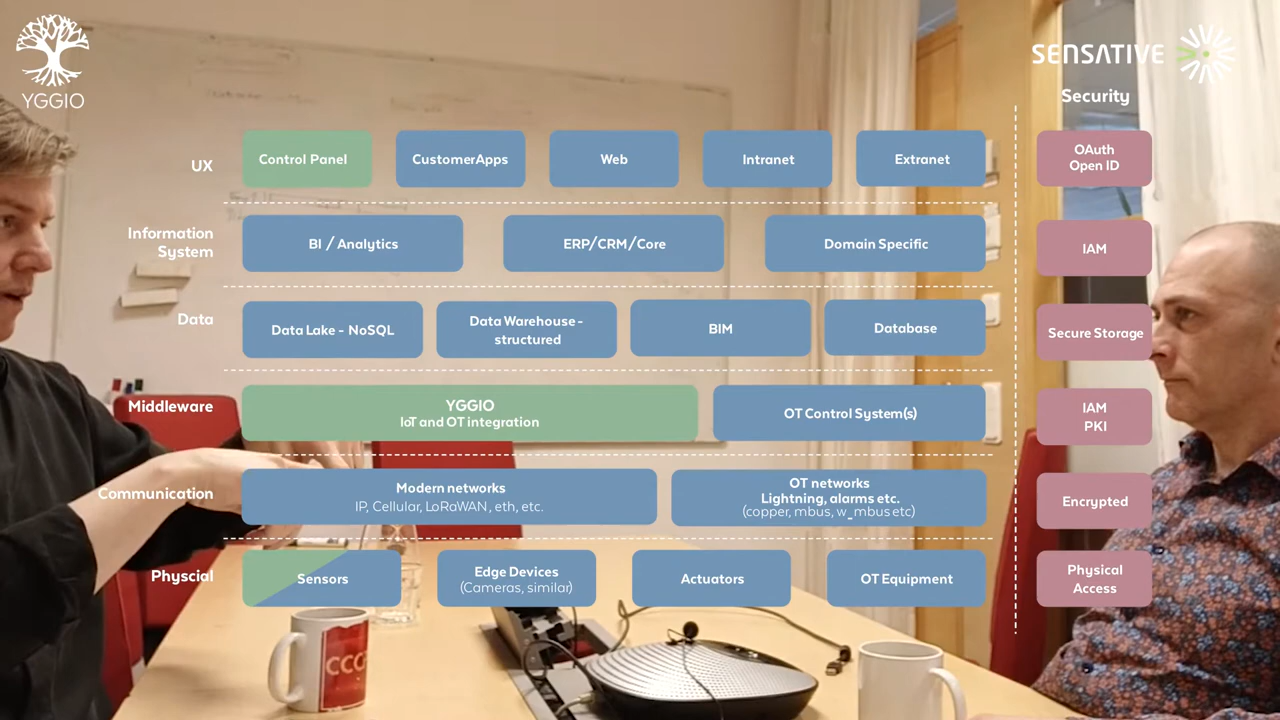 YGGIO
SENSATIVE
Security
UX
Control Panel
CustomerApps
Web
Intranet
Extranet
OAuth
Open ID
Information
System
BI / Analytics
ERP/CRM/Core
Domain Specific
IAM
Data
Data Lake - NoSQL
Data Warehouse -
structured
BIM
Database
Secure Storage
Middleware
YGGIO
IoT and OT integration
OT Control System(s)
IAM
PKI
Communication
Modern networks
IP, Cellular, LoRaWAN, eth, etc.
OT networks
Lightning, alarms etc.
(copper, mbus, w_mbus etc)
Encrypted
Physcial
Sensors
Edge Devices
(Cameras, similar)
Actuators
OT Equipment
Physical
Access